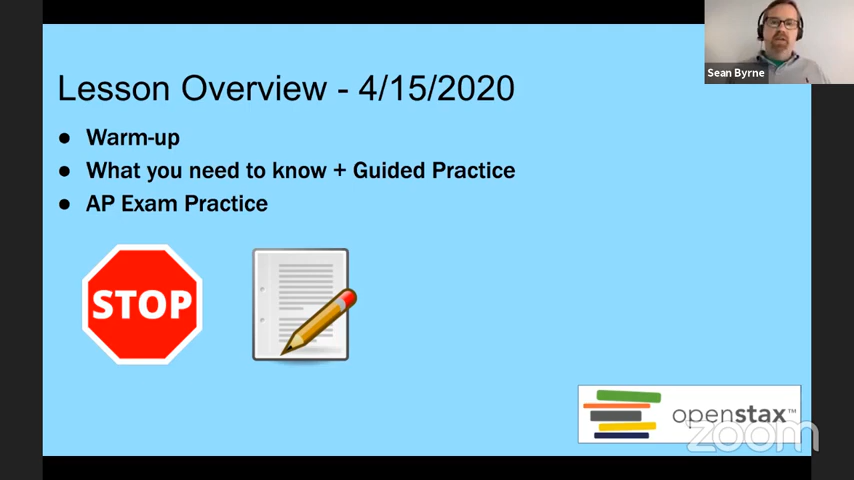 Sean Byrne
Lesson Overview - 4/15/2020
● Warm-up
● What you need to know + Guided Practice
● AP Exam Practice
STOP
openstax™
zoom